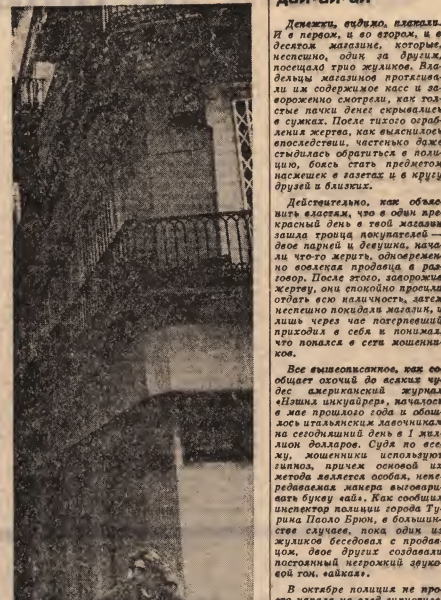 Денежки, видимо, плакали.
И в первом, и во втором, и в
десятом магазине, которые,
неспешно, один за другим,
посещало трио жуликов. Вла-
дельцы магазинов протягива-
ли им содержимое касс и за-
вороженно смотрели, как тол-
стые пачки денег скрывались
в сумках. После тихого ограб-
ления жертва, как выяснилось
впоследствии, частенько даже
стыдилась обратиться в поли-
цию, боясь стать предметом
насмешек в газетах и в кругу
друзей и близких.
Действительно, как объяс-
нить властям, что в один пре-
красный день в твой магазин
зашла троица покупателей —
двое парней и девушка, нача-
ли что-то мерить, одновремен-
но вовлекая продавца в раз-
говор. После этого, заворожив
жертву, они спокойно просили
отдать всю наличность, затем
неспешно покидали магазин, и
лишь через час потерпевший
приходил в себя и понимал,
что попался в сети мошенни-
ков.
Все вышеописанное, как со-
общает охочий до всяких чу-
дес американский журнал
«Нэшнл инкуайрер», началось
в мае прошлого года и обош-
лось итальянским лавочникам
на сегодняшний день в 1 мил-
лион долларов. Судя по все-
му, мошенники используют
гипноз, причем основой их
метода является особая, непе-
редаваемая манера выговари-
вать букву «ай». Как сообщил
инспектор полиции города Ту-
рина Паоло Брюн, в большин-
стве случаев, пока один из
жуликов беседовал с продав-
цом, двое других создавали
постоянный негромкий звуко-
вой тон, «айкая».
В октябре полиция не про-